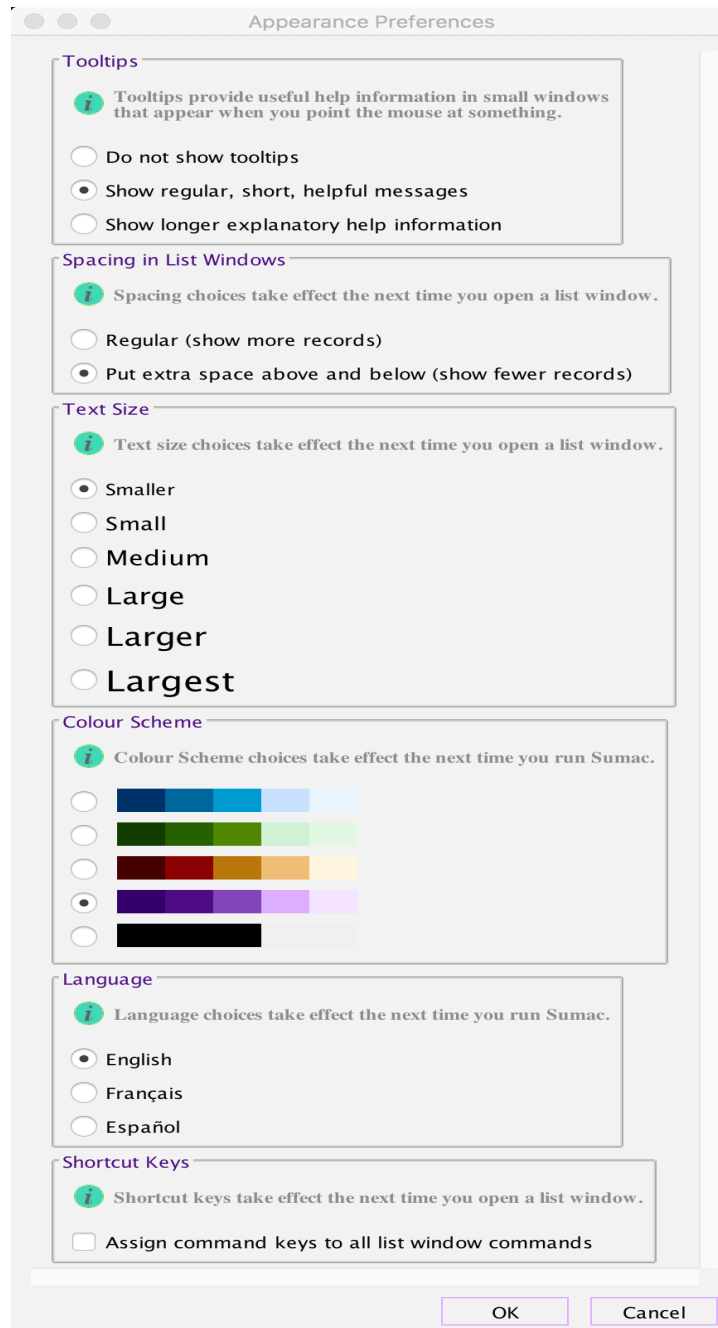 Appearance Preferences
Tooltips
Tooltips provide useful help information in small windows
that appear when you point the mouse at something.
Do not show tooltips
Show regular, short, helpful messages
Show longer explanatory help information
Spacing in List Windows
Spacing choices take effect the next time you open a list window.
Regular (show more records)
Put extra space above and below (show fewer records)
Text Size
Text size choices take effect the next time you open a list window.
Smaller
Small
Medium
Large
Larger
Largest
Colour Scheme
Colour Scheme choices take effect the next time you run Sumac.
Language
Language choices take effect the next time you run Sumac.
English
Français
Español
Shortcut Keys
Shortcut keys take effect the next time you open a list window.
Assign command keys to all list window commands
OK Cancel